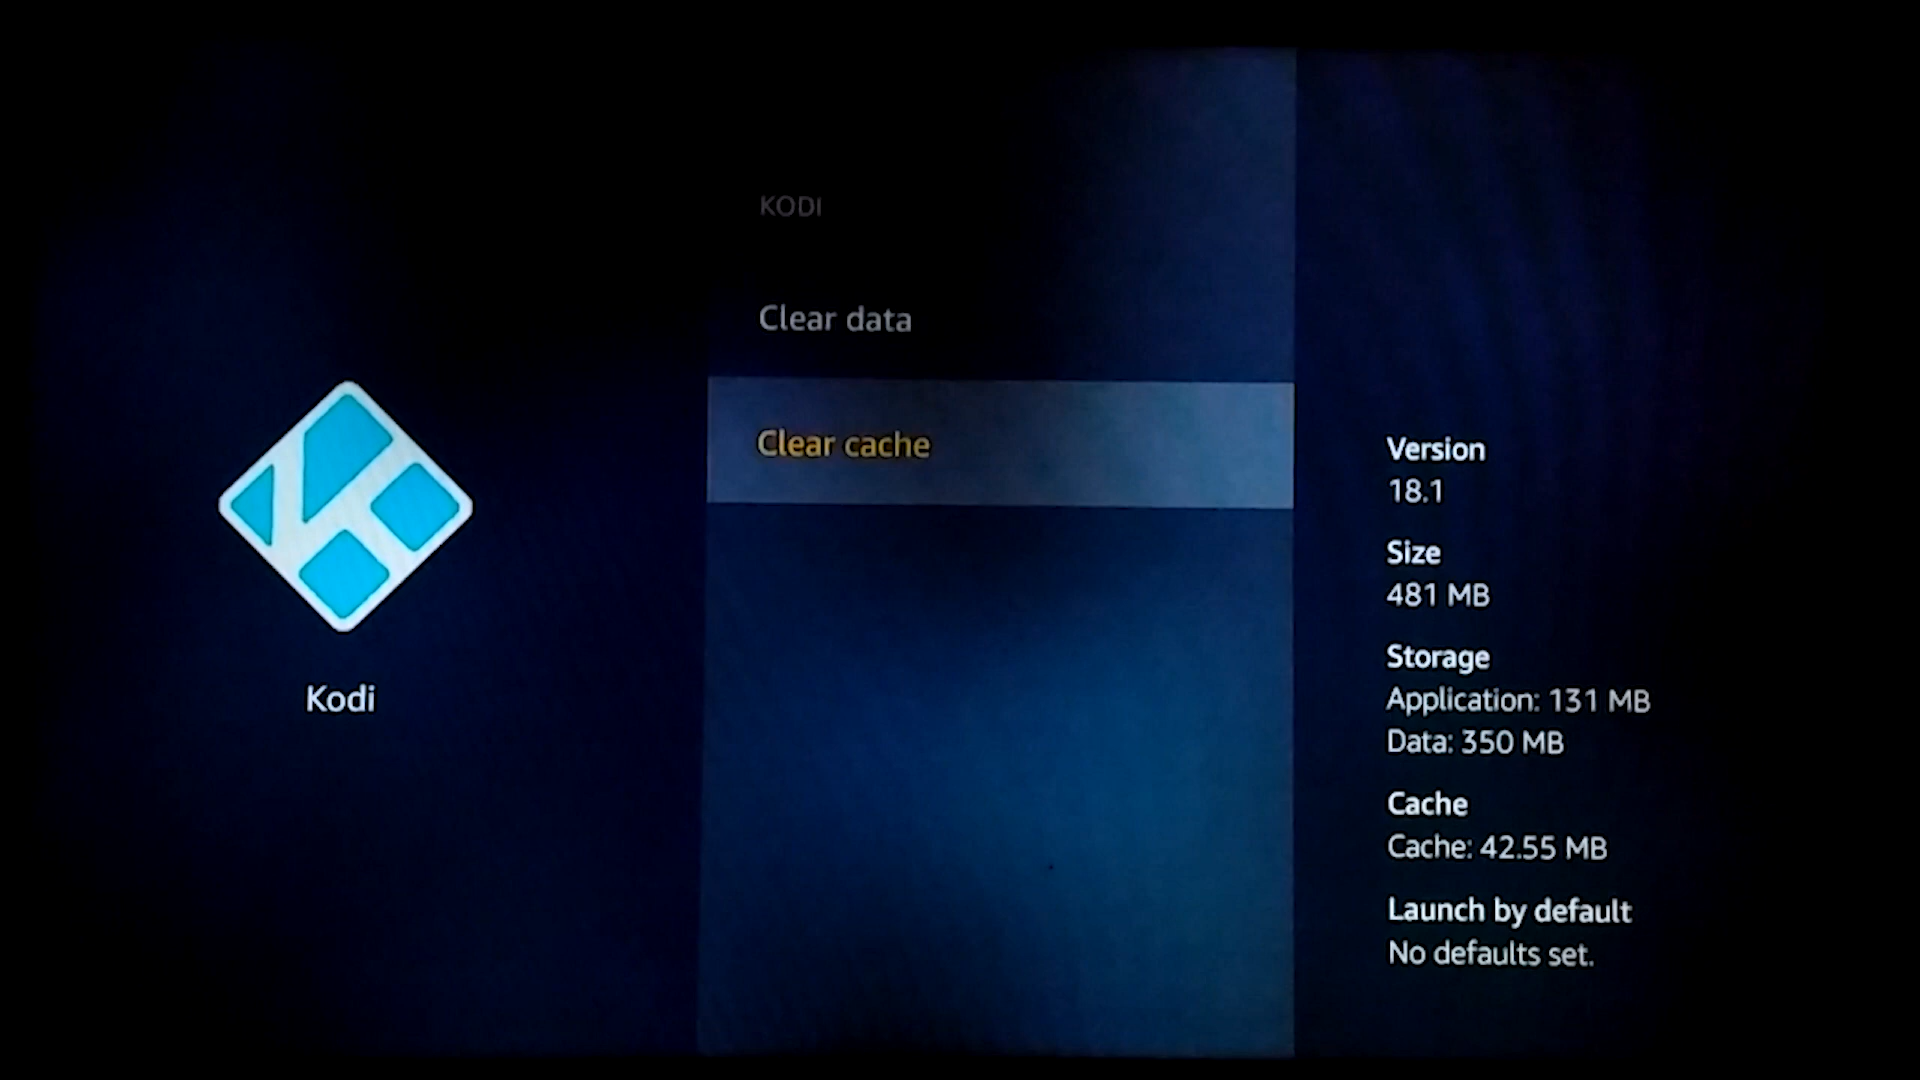 KODI
Clear data
Clear cache
Kodi
Version
18.1
Size
481 MB
Storage
Application: 131 MB
Data: 350 MB
Cache
Cache: 42.55 MB
Launch by default
No defaults set.